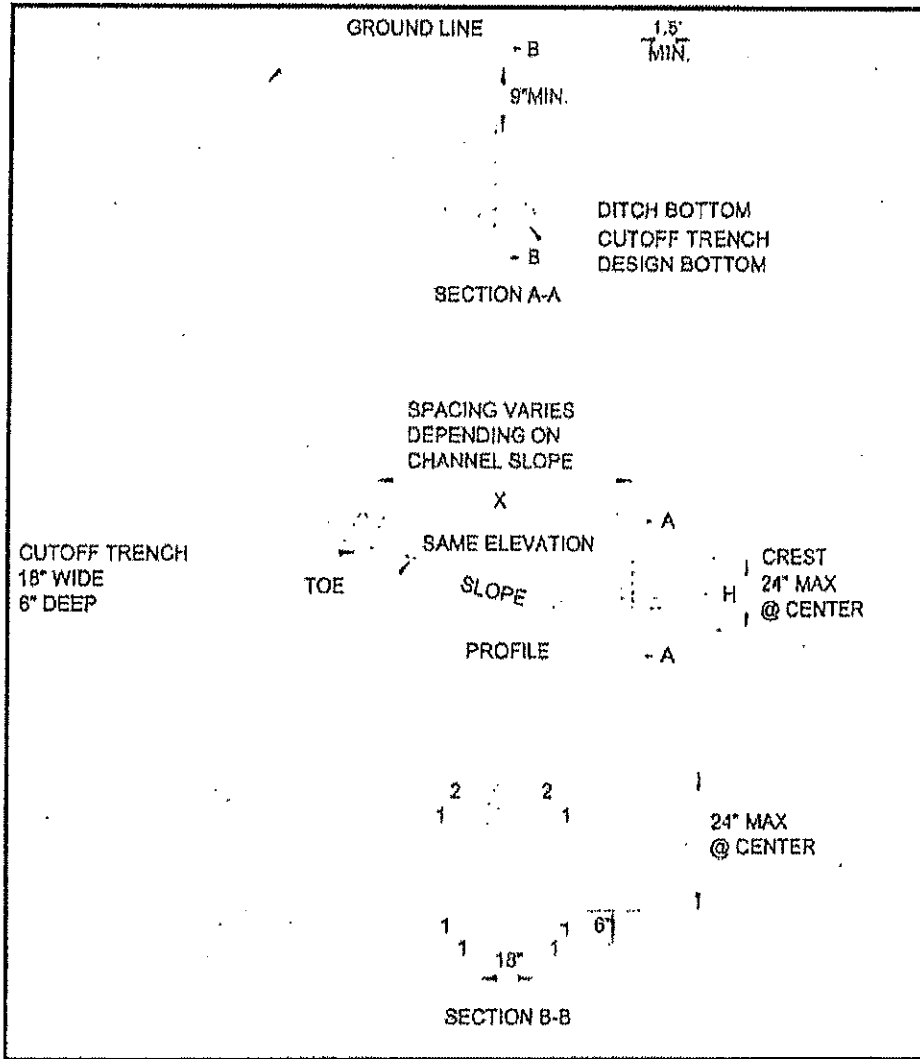 GROUND LINE
1.5'
MIN.
B
9" MIN.
DITCH BOTTOM
CUTOFF TRENCH
DESIGN BOTTOM
B
SECTION A-A
SPACING VARIES
DEPENDING ON
CHANNEL SLOPE
X
A
SAME ELEVATION
CUTOFF TRENCH
18" WIDE
6" DEEP
TOE
SLOPE
H
CREST
24" MAX
@ CENTER
PROFILE
A
2 2
1 1
24" MAX
@ CENTER
1 1
6"
1 1
18"
SECTION B-B